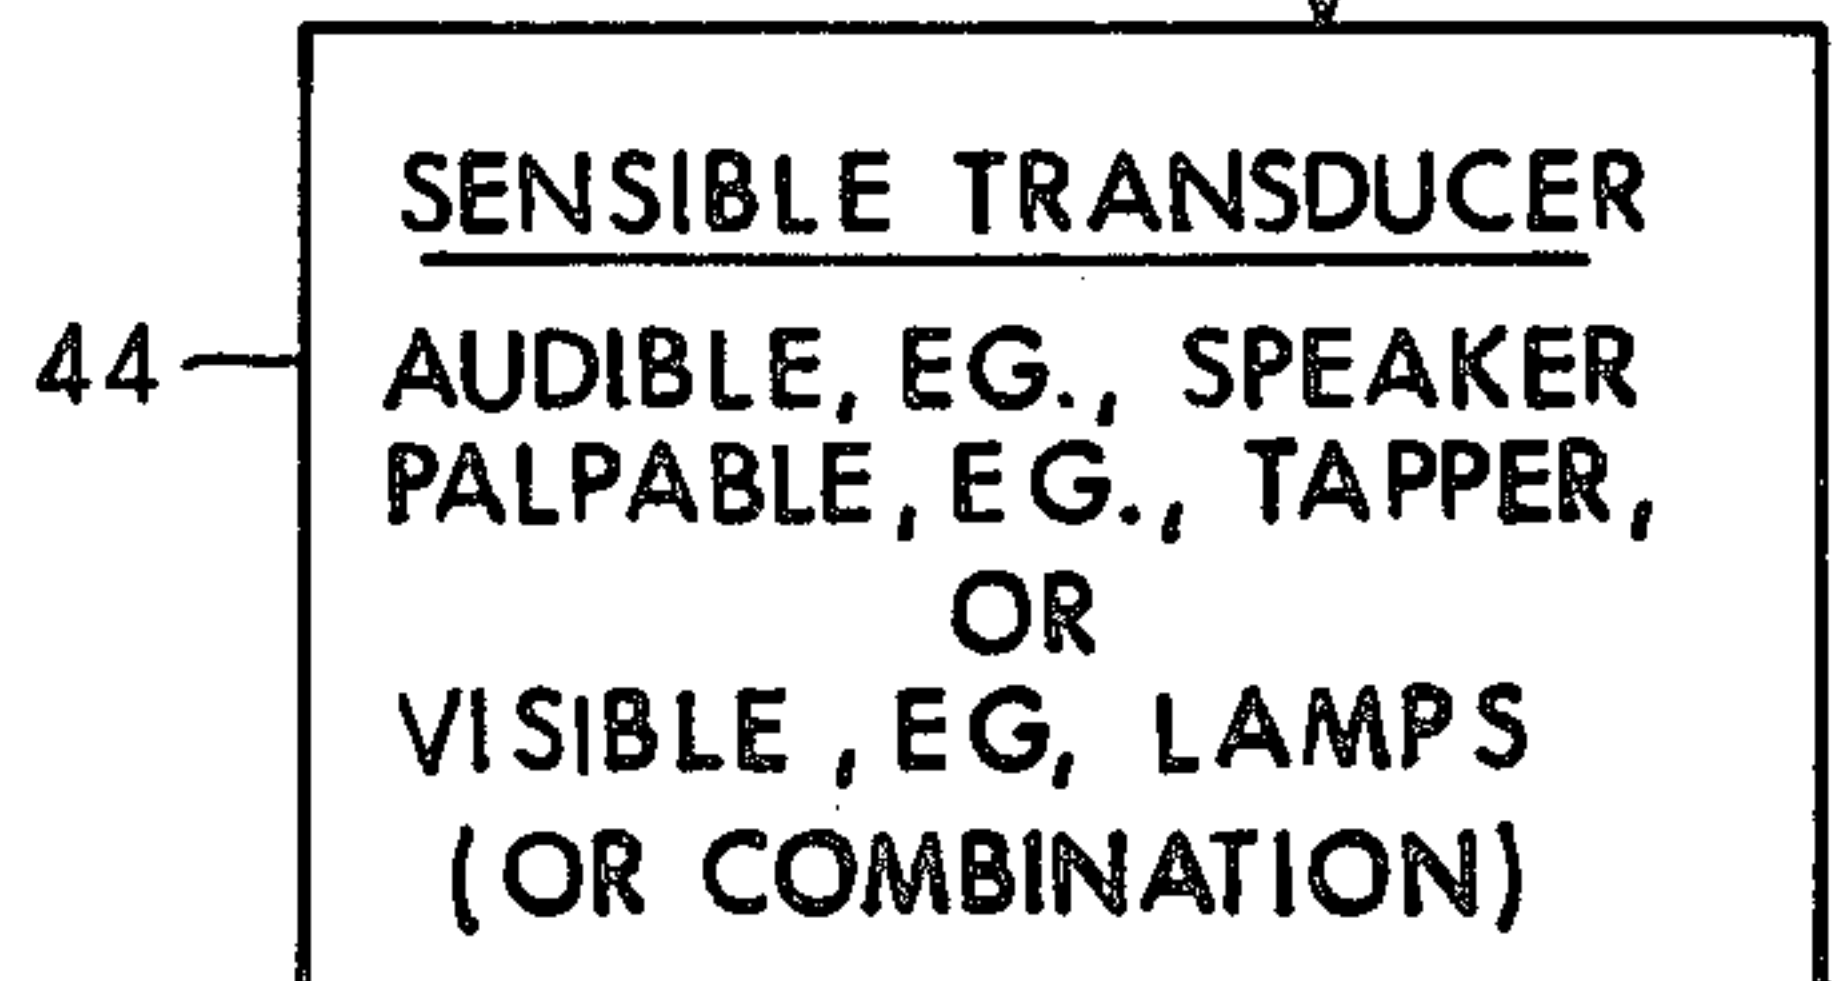 SENSIBLE TRANSDUCER
44
AUDIBLE, EG., SPEAKER
PALPABLE, EG., TAPPER,
OR
VISIBLE, EG, LAMPS
(OR COMBINATION)